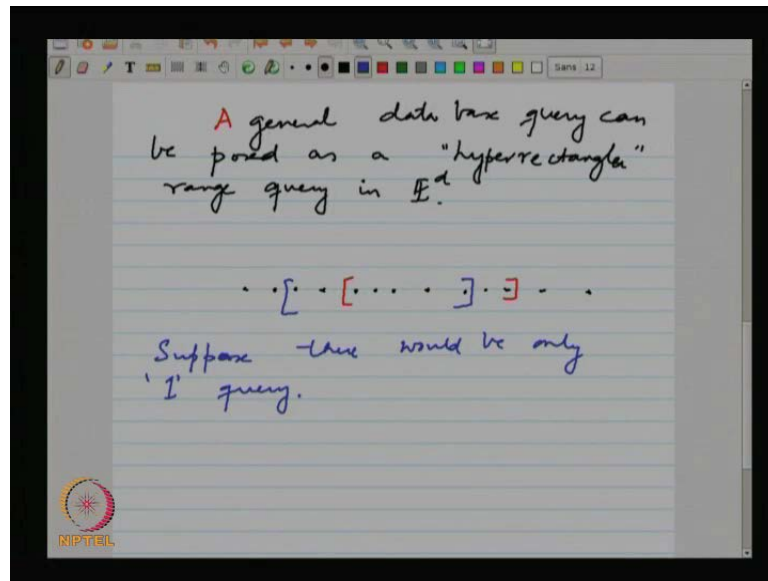 Sans 12
A general data base query can
be posed as a "hyperrectangle"
range query in E^d.
Suppose there would be only
'1' query.
NPTEL